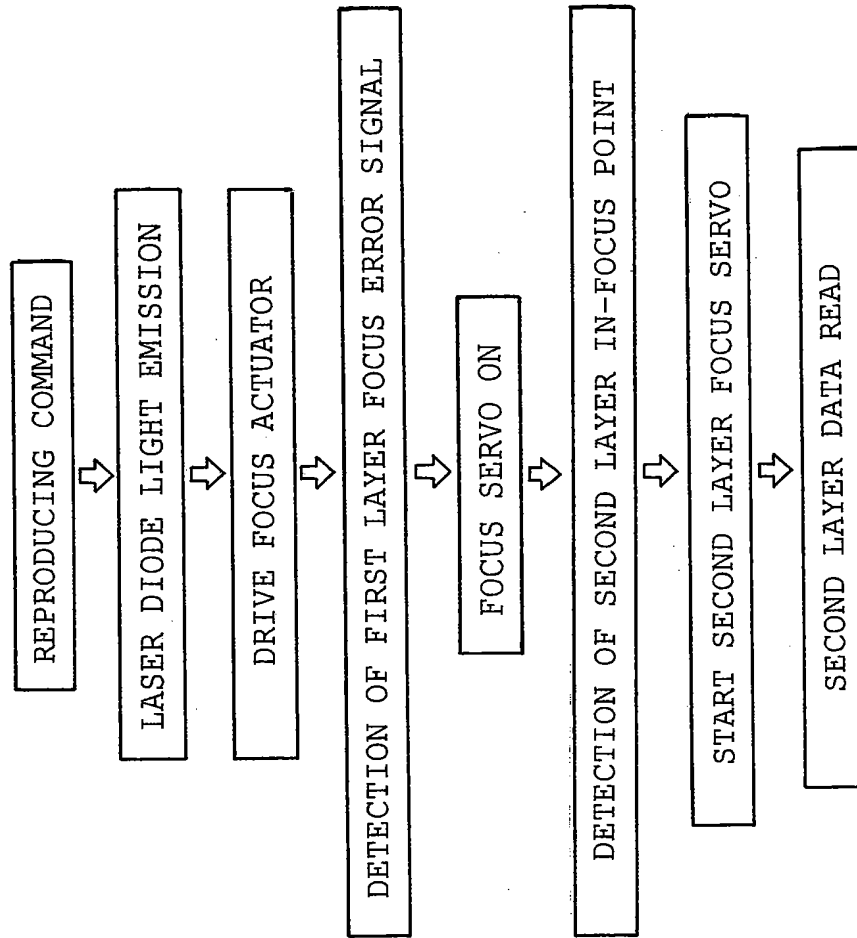 REPRODUCING COMMAND
LASER DIODE LIGHT EMISSION
DRIVE FOCUS ACTUATOR
DETECTION OF FIRST LAYER FOCUS ERROR SIGNAL
FOCUS SERVO ON
DETECTION OF SECOND LAYER IN-FOCUS POINT
START SECOND LAYER FOCUS SERVO
SECOND LAYER DATA READ